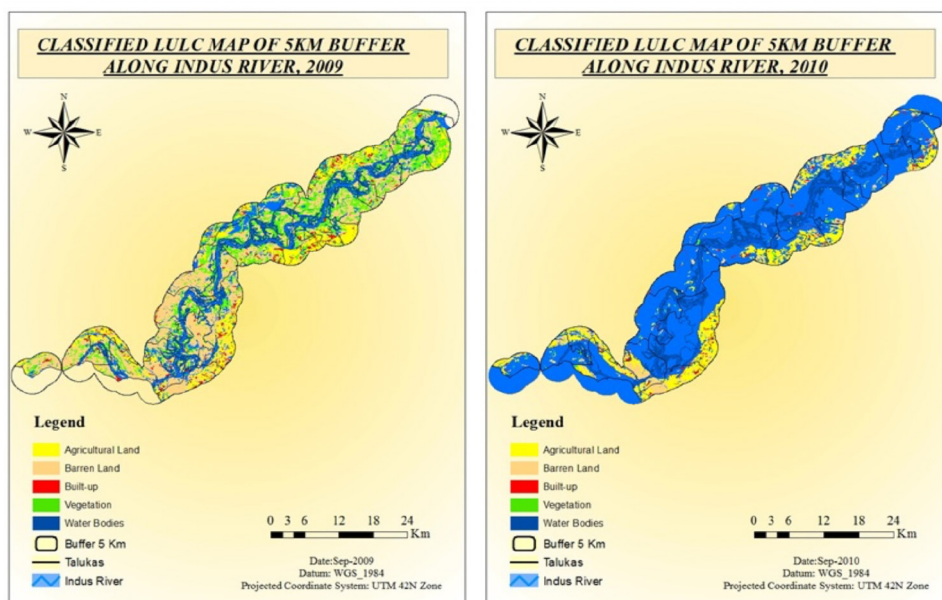 CLASSIFIED LULC MAP OF 5KM BUFFER
ALONG INDUS RIVER, 2009
N
W E
S
Legend
Agricultural Land
Barren Land
Built-up
Vegetation
Water Bodies
Buffer 5 Km
Talukas
Indus River
0 3 6 12 18 24
Km
Date:Sep-2009
Datum: WGS_1984
Projected Coordinate System: UTM 42N Zone
CLASSIFIED LULC MAP OF 5KM BUFFER
ALONG INDUS RIVER, 2010
N
W E
S
Legend
Agricultural Land
Barren Land
Built-up
Vegetation
Water Bodies
Buffer 5 Km
Talukas
Indus River
0 3 6 12 18 24
Km
Date:Sep-2010
Datum: WGS_1984
Projected Coordinate System: UTM 42N Zone